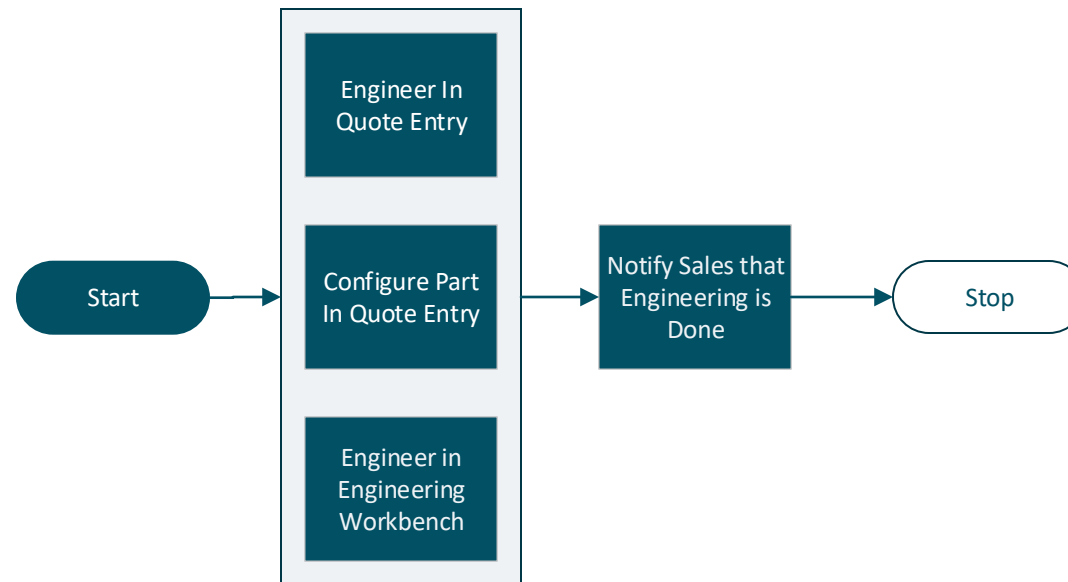 Engineer In
Quote Entry
Start
Configure Part
In Quote Entry
Notify Sales that
Engineering is
Done
Stop
Engineer in
Engineering
Workbench